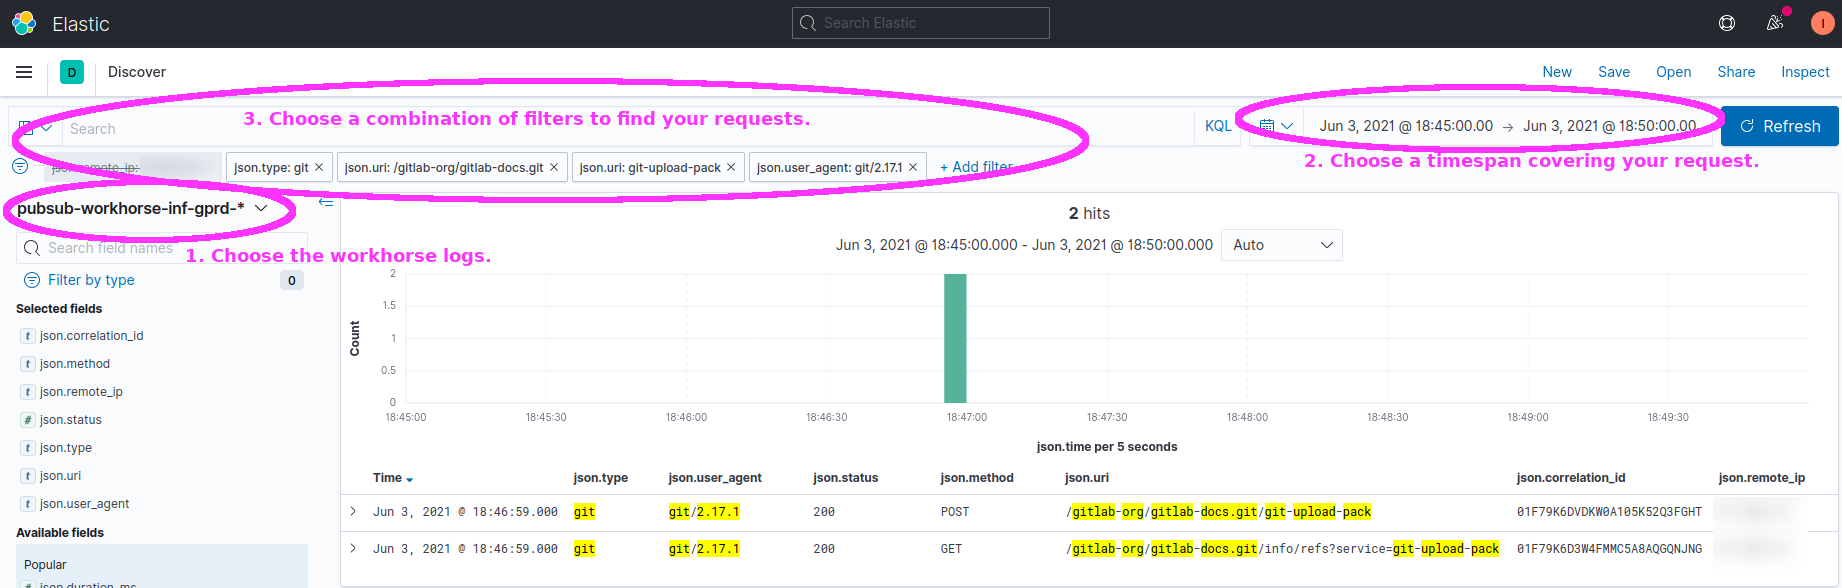 Elastic
Search Elastic
I
D
Discover
New Save Open Share Inspect
Search
3. Choose a combination of filters to find your requests.
KQL
Jun 3, 2021 @ 18:45:00.00 → Jun 3, 2021 @ 18:50:00.00
Refresh
2. Choose a timespan covering your request.
json.remote_ip:
json.type: git ×
json.uri: /gitlab-org/gitlab-docs.git ×
json.uri: git-upload-pack ×
json.user_agent: git/2.17.1 ×
+ Add filter
pubsub-workhorse-inf-gprd-*
Search field names
1. Choose the workhorse logs.
Filter by type 0
Selected fields
t json.correlation_id
t json.method
t json.remote_ip
# json.status
t json.type
t json.uri
t json.user_agent
Available fields
Popular
# json.duration_ms
2 hits
Jun 3, 2021 @ 18:45:00.000 - Jun 3, 2021 @ 18:50:00.000 Auto
2
1.5
1
0.5
0
Count
18:45:00 18:45:30 18:46:00 18:46:30 18:47:00 18:47:30 18:48:00 18:48:30 18:49:00 18:49:30
json.time per 5 seconds
Time json.type json.user_agent json.status json.method json.uri json.correlation_id json.remote_ip
Jun 3, 2021 @ 18:46:59.000 git git/2.17.1 200 POST /gitlab-org/gitlab-docs.git/git-upload-pack 01F79K6DVDKW0A105K52Q3FGHT
Jun 3, 2021 @ 18:46:59.000 git git/2.17.1 200 GET /gitlab-org/gitlab-docs.git/info/refs?service=git-upload-pack 01F79K6D3W4FMMC5A8AQGQNJNG